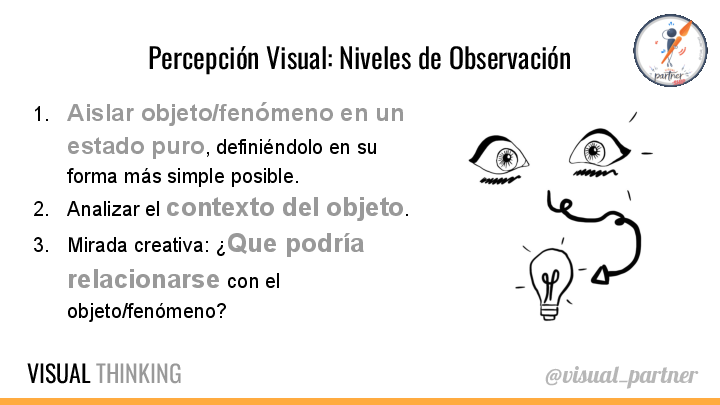 Percepción Visual: Niveles de Observación
partner
1. Aislar objeto/fenómeno en un
estado puro, definiéndolo en su
forma más simple posible.
2. Analizar el contexto del objeto.
3. Mirada creativa: ¿Que podría
relacionarse con el
objeto/fenómeno?
VISUAL THINKING
@visual_partner